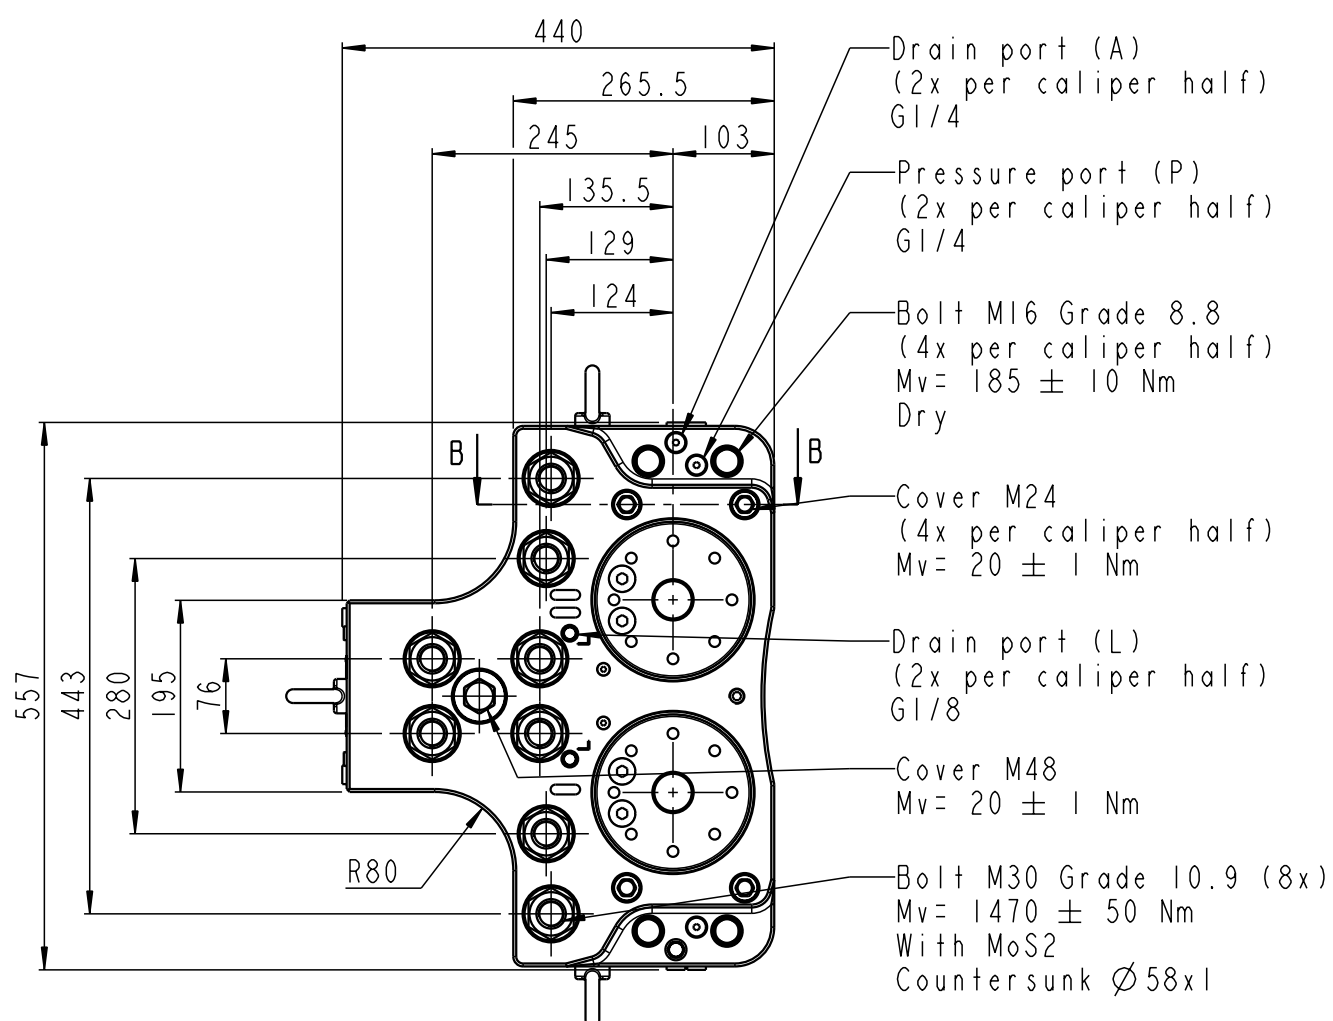 440
265.5
245
103
135.5
129
124
Drain port (A)
(2x per caliper half)
G1/4
Pressure port (P)
(2x per caliper half)
G1/4
Bolt M16 Grade 8.8
(4x per caliper half)
Mv= 185 ± 10 Nm
Dry
B
B
Cover M24
(4x per caliper half)
Mv= 20 ± 1 Nm
557
443
280
195
76
L
L
Drain port (L)
(2x per caliper half)
G1/8
Cover M48
Mv= 20 ± 1 Nm
R80
Bolt M30 Grade 10.9 (8x)
Mv= 1470 ± 50 Nm
With MoS2
Countersunk Ø58x1